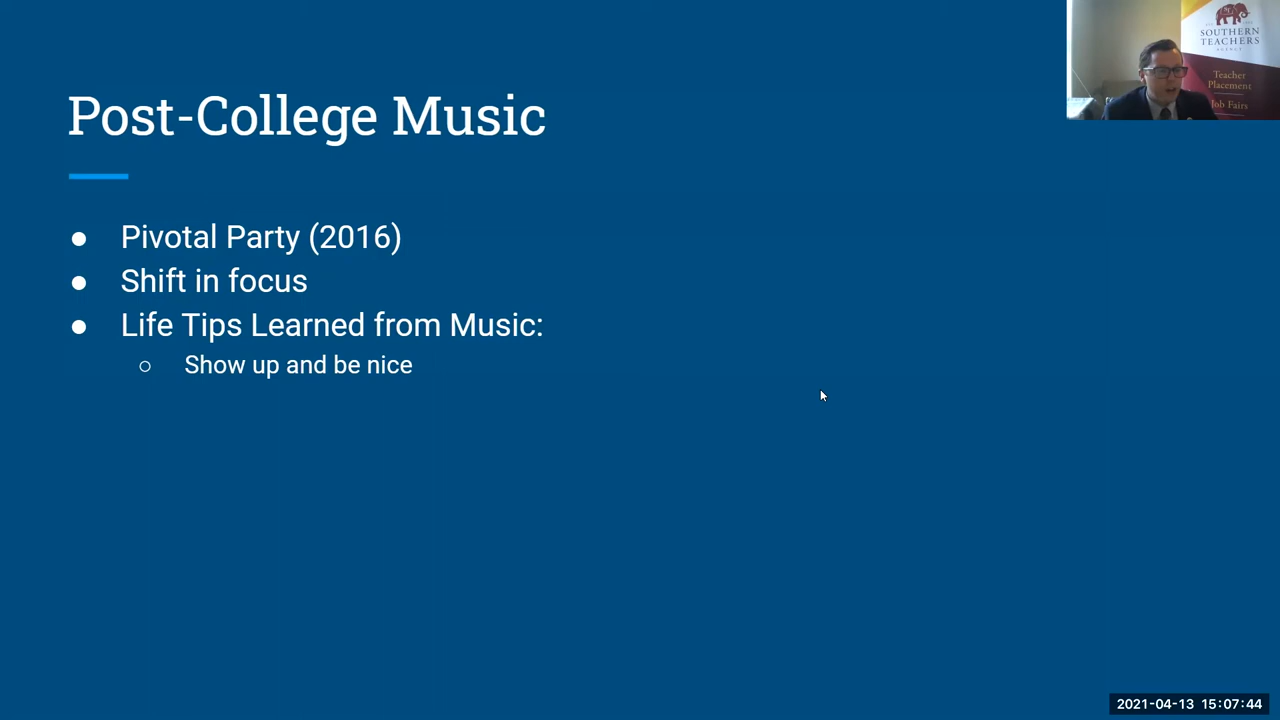 Post-College Music
● Pivotal Party (2016)
● Shift in focus
● Life Tips Learned from Music:
○ Show up and be nice
SOUTHERN
TEACHERS
AGENCY
Teacher
Placement
Job Fairs
2021-04-13 15:07:44